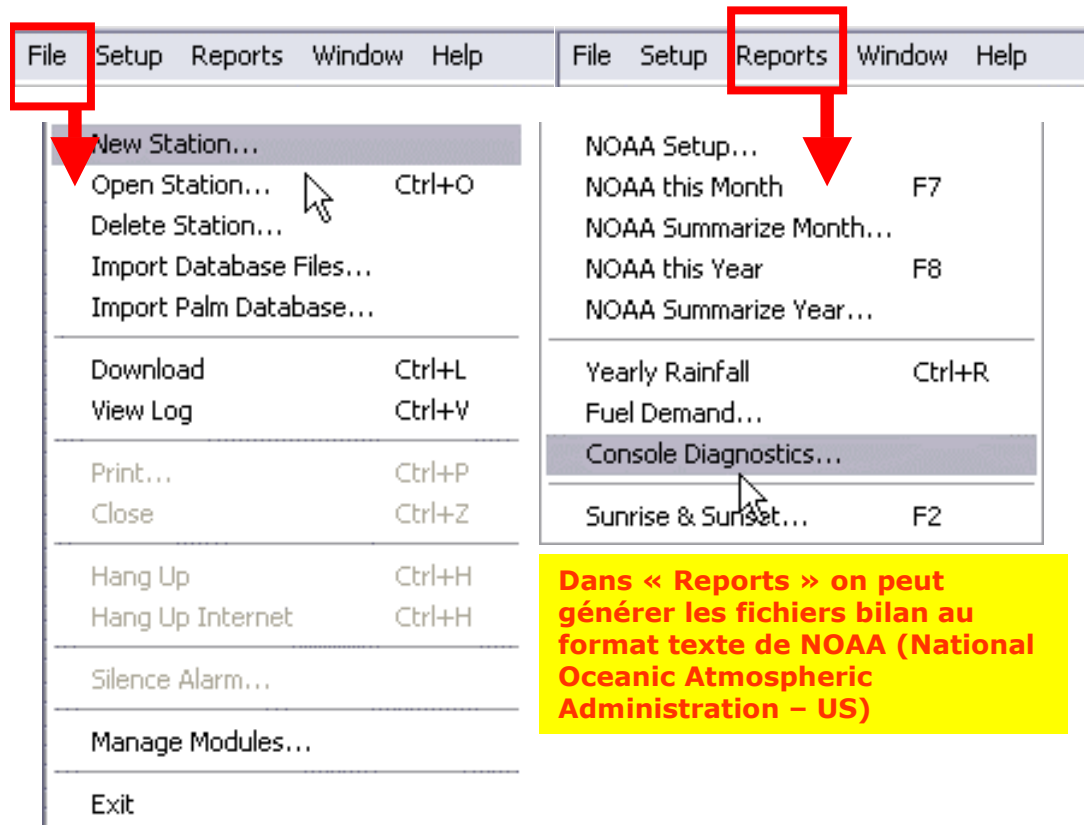 File Setup Reports Window Help
New Station...
Open Station... Ctrl+O
Delete Station...
Import Database Files...
Import Palm Database...
Download Ctrl+L
View Log Ctrl+V
Print... Ctrl+P
Close Ctrl+Z
Hang Up Ctrl+H
Hang Up Internet Ctrl+H
Silence Alarm...
Manage Modules...
Exit
File Setup Reports Window Help
NOAA Setup...
NOAA this Month F7
NOAA Summarize Month...
NOAA this Year F8
NOAA Summarize Year...
Yearly Rainfall Ctrl+R
Fuel Demand...
Console Diagnostics...
Sunrise & Sunset... F2
Dans « Reports » on peut
générer les fichiers bilan au
format texte de NOAA (National
Oceanic Atmospheric
Administration – US)